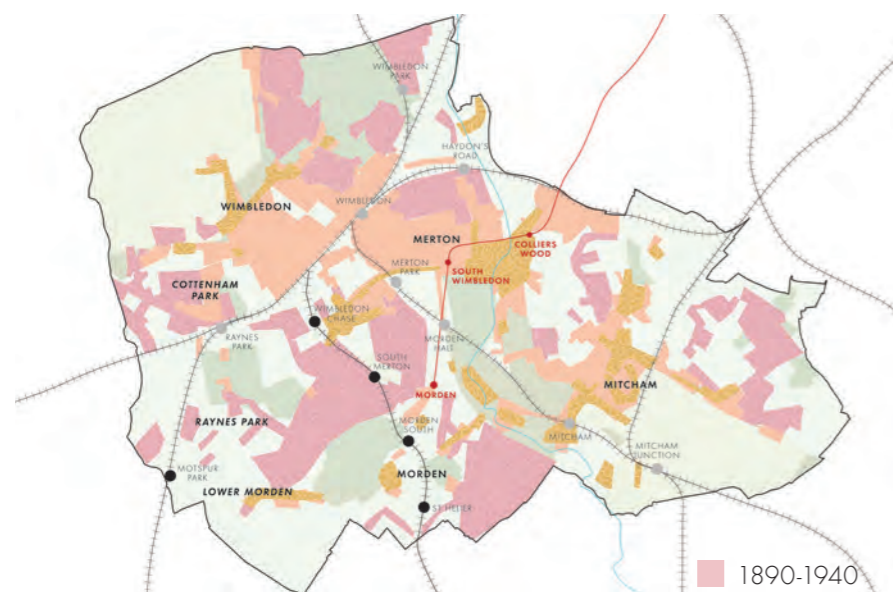 WIMBLEDON
PARK
HAYDON'S
ROAD
WIMBLEDON
WIMBLEDON
MERTON
COLLIERS
WOOD
MERTON
PARK
SOUTH
WIMBLEDON
COTTENHAM
PARK
WIMBLEDON
CHASE
RAYNES
PARK
MORDEN
HALT
SOUTH
MERTON
MORDEN
MITCHAM
RAYNES PARK
MORDEN
SOUTH
MITCHAM
MITCHAM
JUNCTION
MOTSPUR
PARK
MORDEN
LOWER MORDEN
ST HELIER
1890-1940